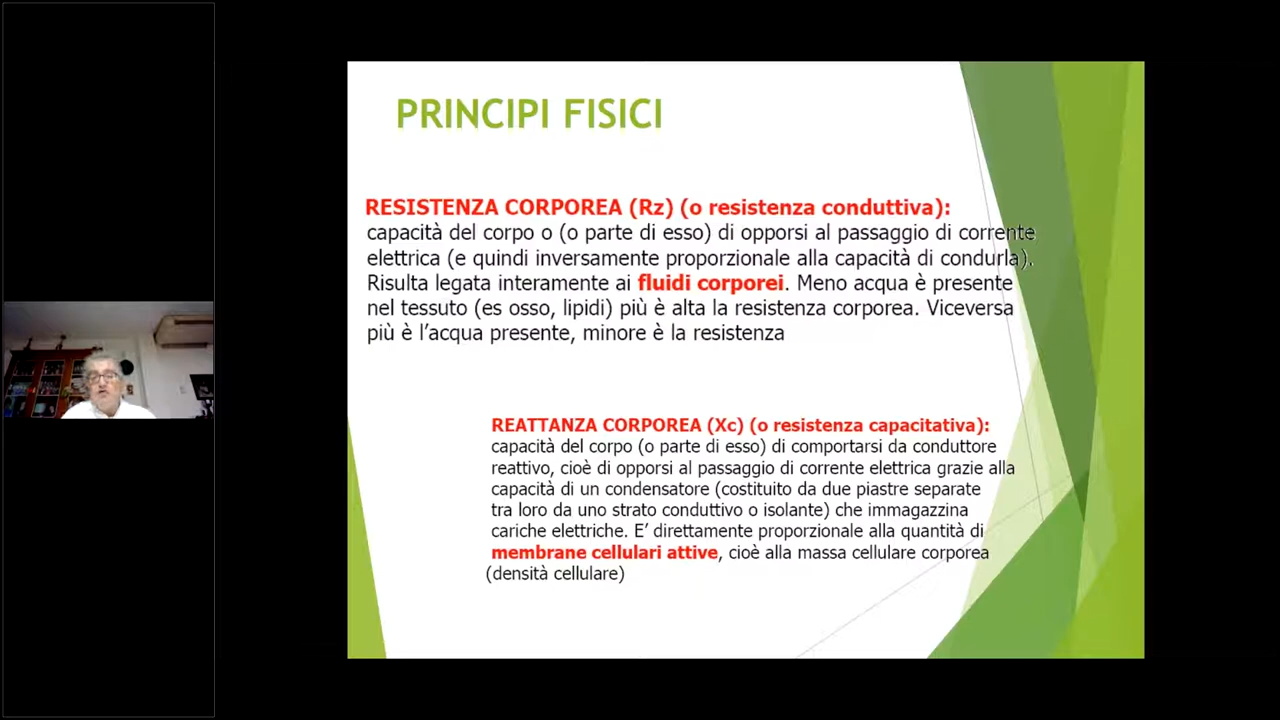 PRINCIPI FISICI
RESISTENZA CORPOREA (Rz) (o resistenza conduttiva):
capacità del corpo o (o parte di esso) di opporsi al passaggio di corrente
elettrica (e quindi inversamente proporzionale alla capacità di condurla).
Risulta legata interamente ai fluidi corporei. Meno acqua è presente
nel tessuto (es osso, lipidi) più è alta la resistenza corporea. Viceversa
più è l’acqua presente, minore è la resistenza
REATTANZA CORPOREA (Xc) (o resistenza capacitativa):
capacità del corpo (o parte di esso) di comportarsi da conduttore
reattivo, cioè di opporsi al passaggio di corrente elettrica grazie alla
capacità di un condensatore (costituito da due piastre separate
tra loro da uno strato conduttivo o isolante) che immagazzina
cariche elettriche. E’ direttamente proporzionale alla quantità di
membrane cellulari attive, cioè alla massa cellulare corporea
(densità cellulare)